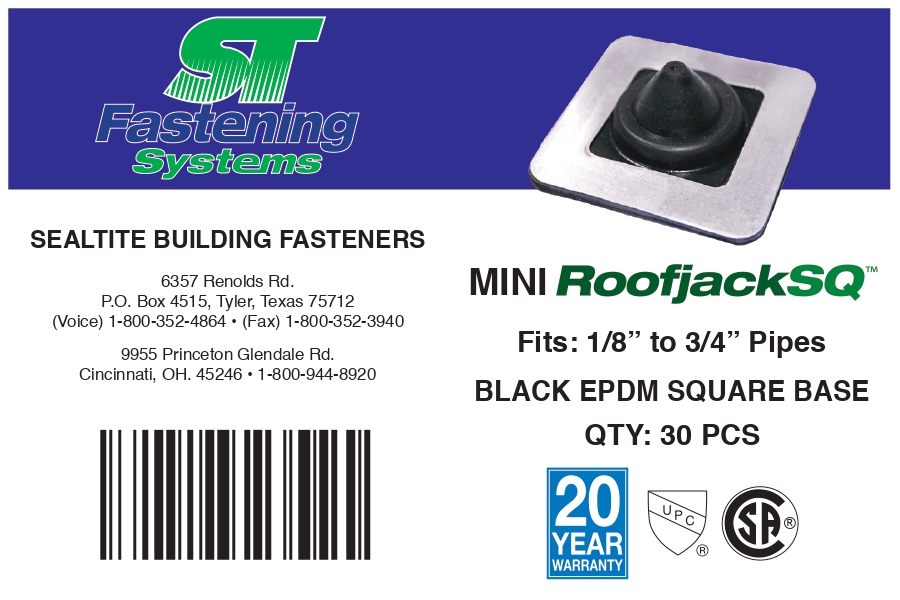 ST
Fastening
Systems
SEALTITE BUILDING FASTENERS
6357 Renolds Rd.
P.O. Box 4515, Tyler, Texas 75712
(Voice) 1-800-352-4864 • (Fax) 1-800-352-3940
9955 Princeton Glendale Rd.
Cincinnati, OH. 45246 • 1-800-944-8920
MINI RoofjackSQ™
Fits: 1/8” to 3/4” Pipes
BLACK EPDM SQUARE BASE
QTY: 30 PCS
20
YEAR
WARRANTY
UPC
®
SA ®